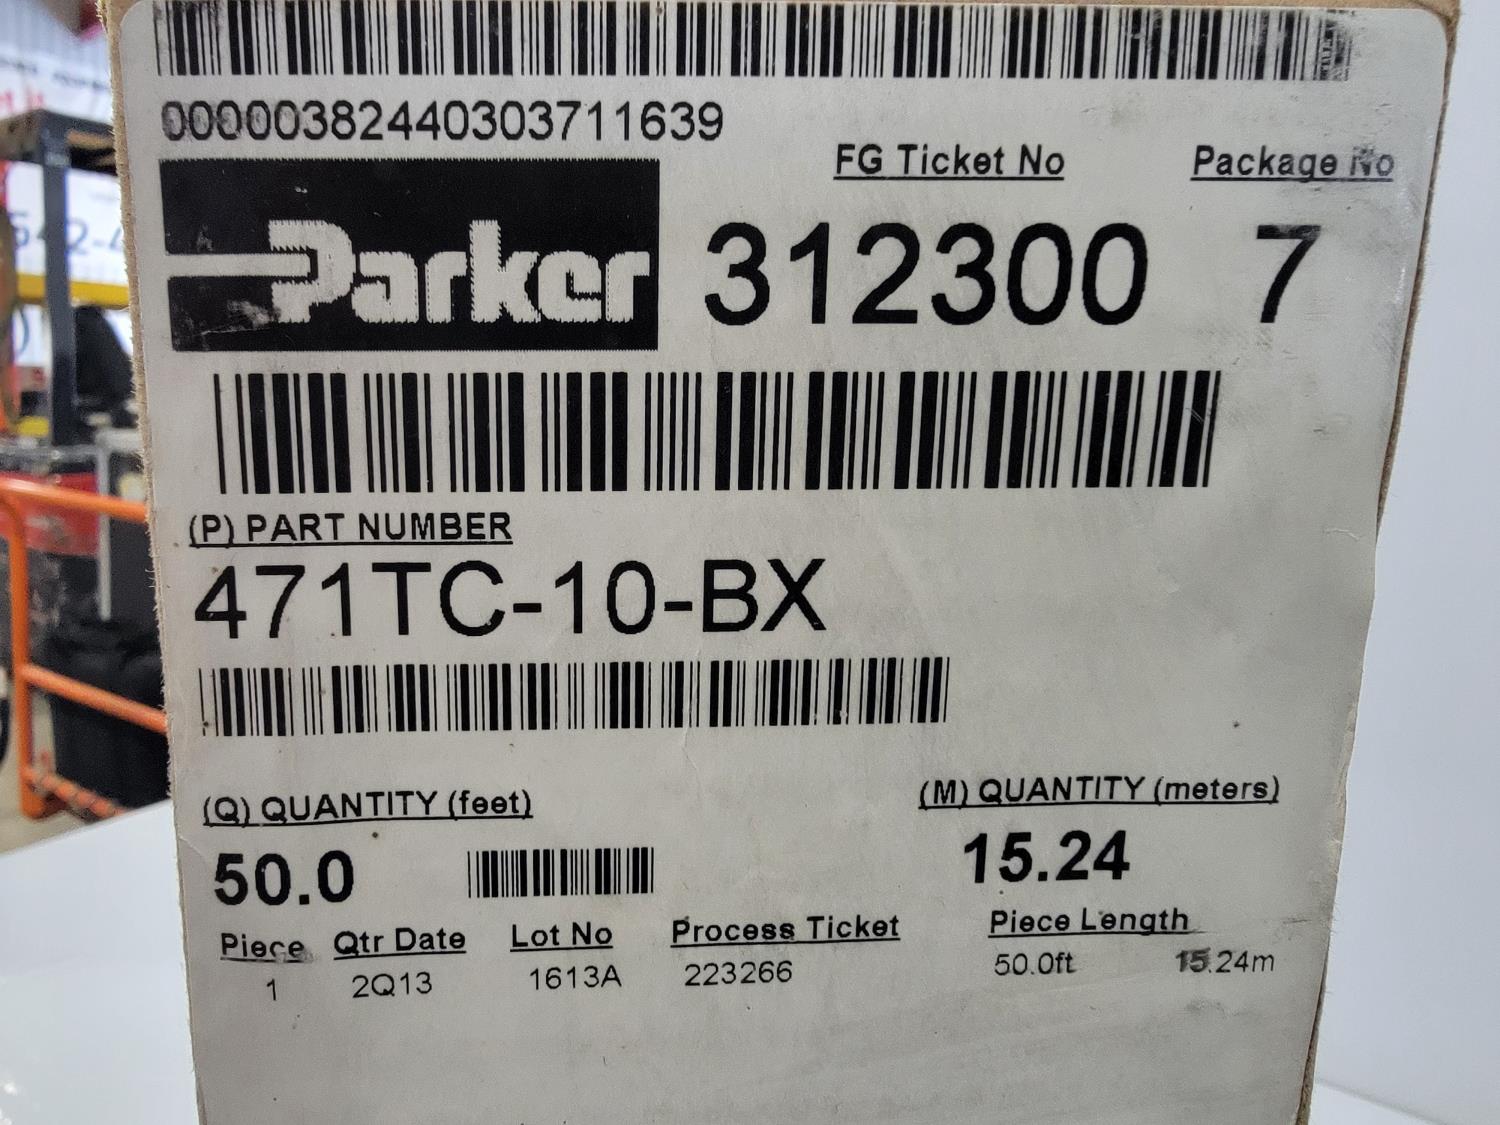 00000382440303711639
FG Ticket No
Package No
Parker
312300
7
(P) PART NUMBER
471TC-10-BX
(Q) QUANTITY (feet)
(M) QUANTITY (meters)
50.0
15.24
Piece
Qtr Date
Lot No
Process Ticket
Piece Length
1
2Q13
1613A
223266
50.0ft
15.24m